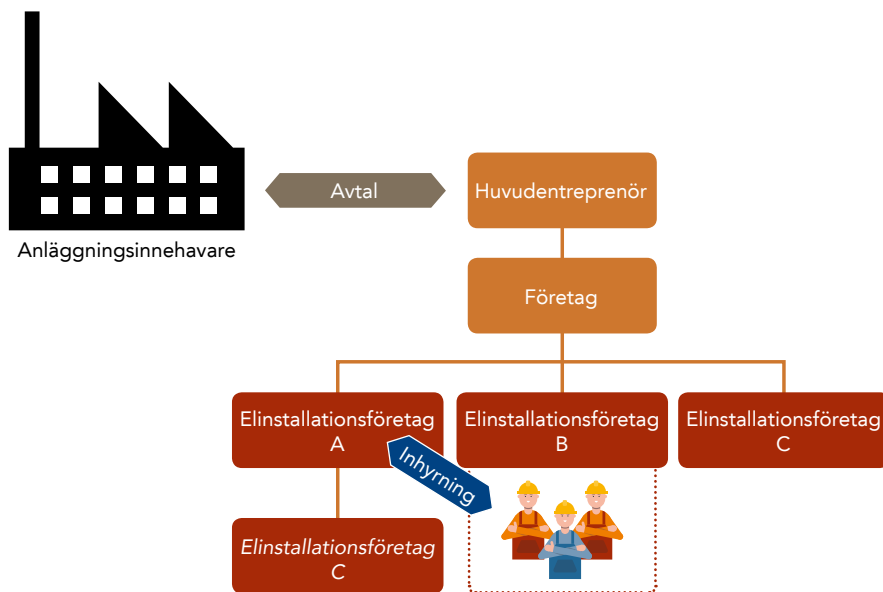 Avtal
Huvudentreprenör
Anläggningsinnehavare
Företag
Elinstallationsföretag
A
Elinstallationsföretag
B
Elinstallationsföretag
C
Inhyrning
Elinstallationsföretag
C